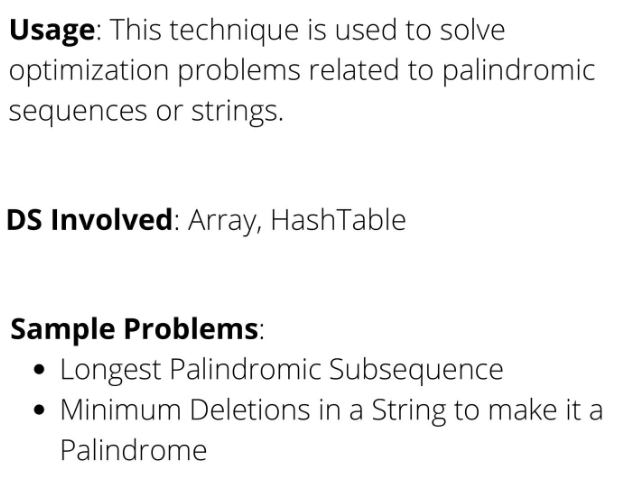 Usage: This technique is used to solve
optimization problems related to palindromic
sequences or strings.
DS Involved: Array, HashTable
Sample Problems:
• Longest Palindromic Subsequence
• Minimum Deletions in a String to make it a
Palindrome